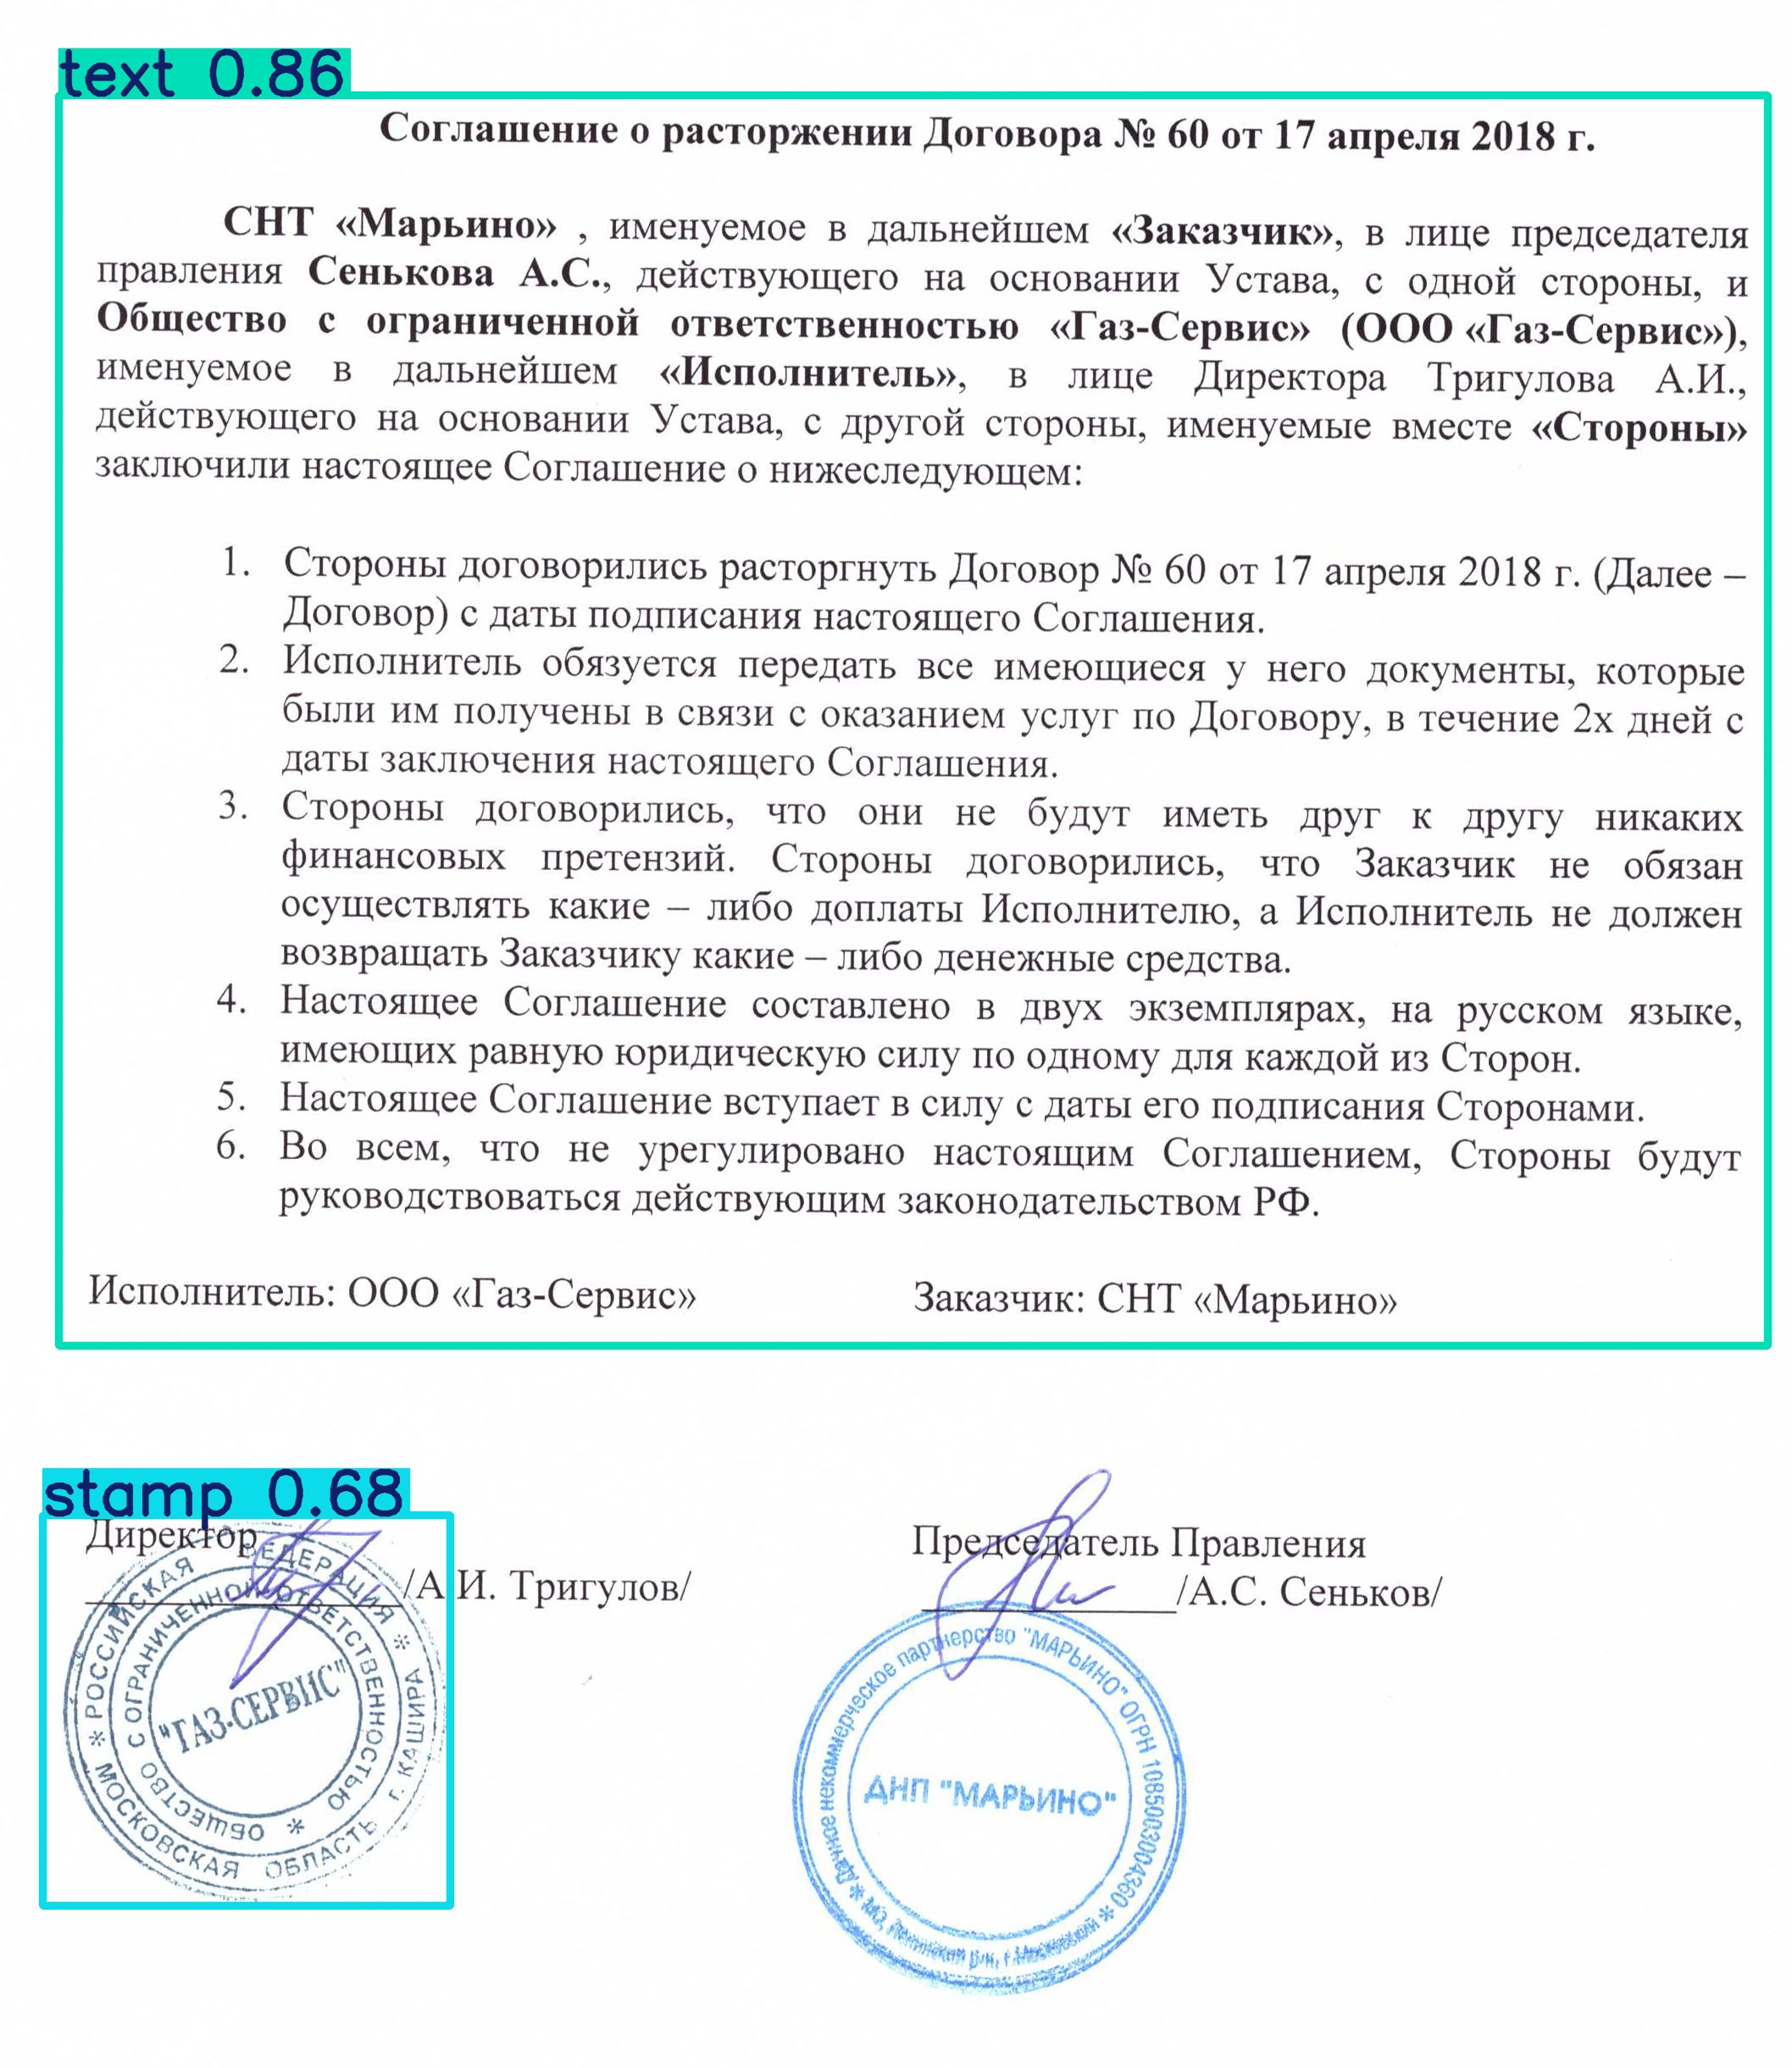 text 0.86
Соглашение о расторжении Договора № 60 от 17 апреля 2018 г.
СНТ «Марьино» , именуемое в дальнейшем «Заказчик», в лице председателя
правления Сенькова А.С., действующего на основании Устава, с одной стороны, и
Общество с ограниченной ответственностью «Газ-Сервис» (ООО «Газ-Сервис»),
именуемое в дальнейшем «Исполнитель», в лице Директора Тригулова А.И.,
действующего на основании Устава, с другой стороны, именуемые вместе «Стороны»
заключили настоящее Соглашение о нижеследующем:
1. Стороны договорились расторгнуть Договор № 60 от 17 апреля 2018 г. (Далее –
Договор) с даты подписания настоящего Соглашения.
2. Исполнитель обязуется передать все имеющиеся у него документы, которые
были им получены в связи с оказанием услуг по Договору, в течение 2х дней с
даты заключения настоящего Соглашения.
3. Стороны договорились, что они не будут иметь друг к другу никаких
финансовых претензий. Стороны договорились, что Заказчик не обязан
осуществлять какие – либо доплаты Исполнителю, а Исполнитель не должен
возвращать Заказчику какие – либо денежные средства.
4. Настоящее Соглашение составлено в двух экземплярах, на русском языке,
имеющих равную юридическую силу по одному для каждой из Сторон.
5. Настоящее Соглашение вступает в силу с даты его подписания Сторонами.
6. Во всем, что не урегулировано настоящим Соглашением, Стороны будут
руководствоваться действующим законодательством РФ.
Исполнитель: ООО «Газ-Сервис» Заказчик: СНТ «Марьино»
stamp 0.68
Директор Председатель Правления
/А.И. Тригулов/ /А.С. Сеньков/
* РОССИЙСКАЯ ФЕДЕРАЦИЯ * МОСКОВСКАЯ ОБЛАСТЬ г. КАШИРА
* ОБЩЕСТВО С ОГРАНИЧЕННОЙ ОТВЕТСТВЕННОСТЬЮ
"ГАЗ-СЕРВИС"
* Дачное некоммерческое партнерство "МАРЬИНО" ОГРН 1085003004360 * МО, Ленинский р-н, г.Московский
ДНП "МАРЬИНО"